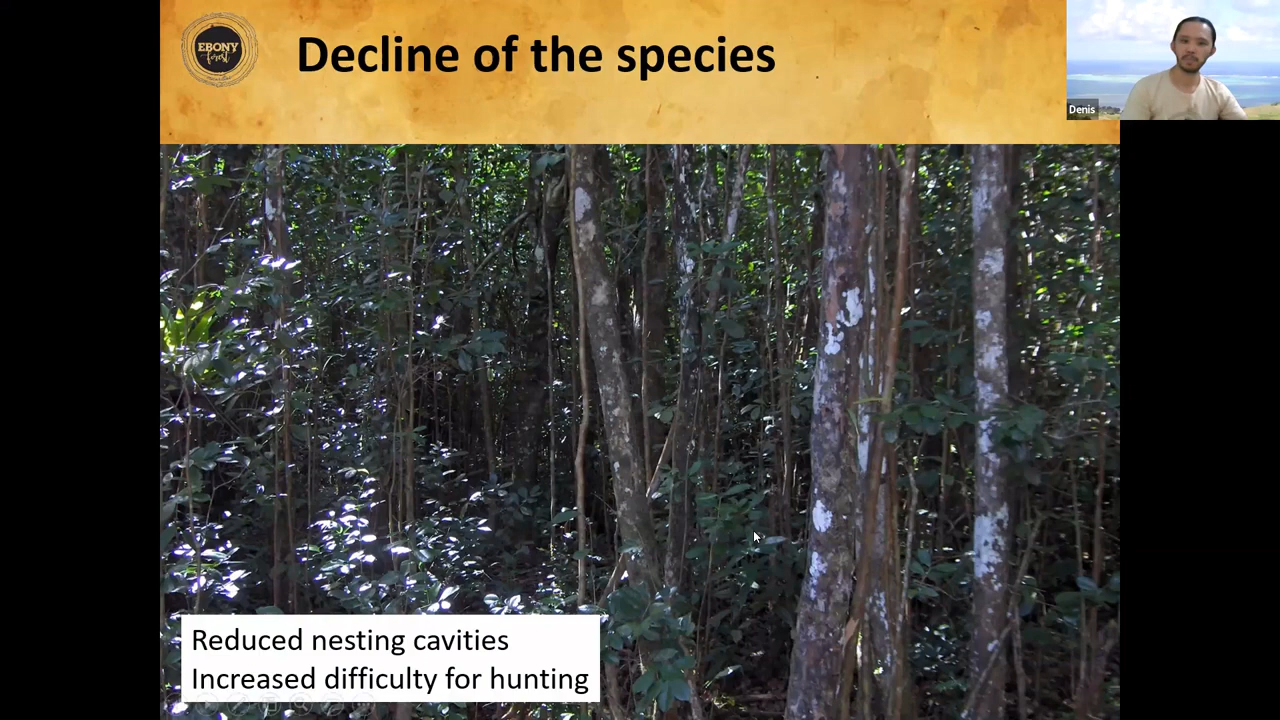 EBONY
forest
Decline of the species
Denis
Reduced nesting cavities
Increased difficulty for hunting